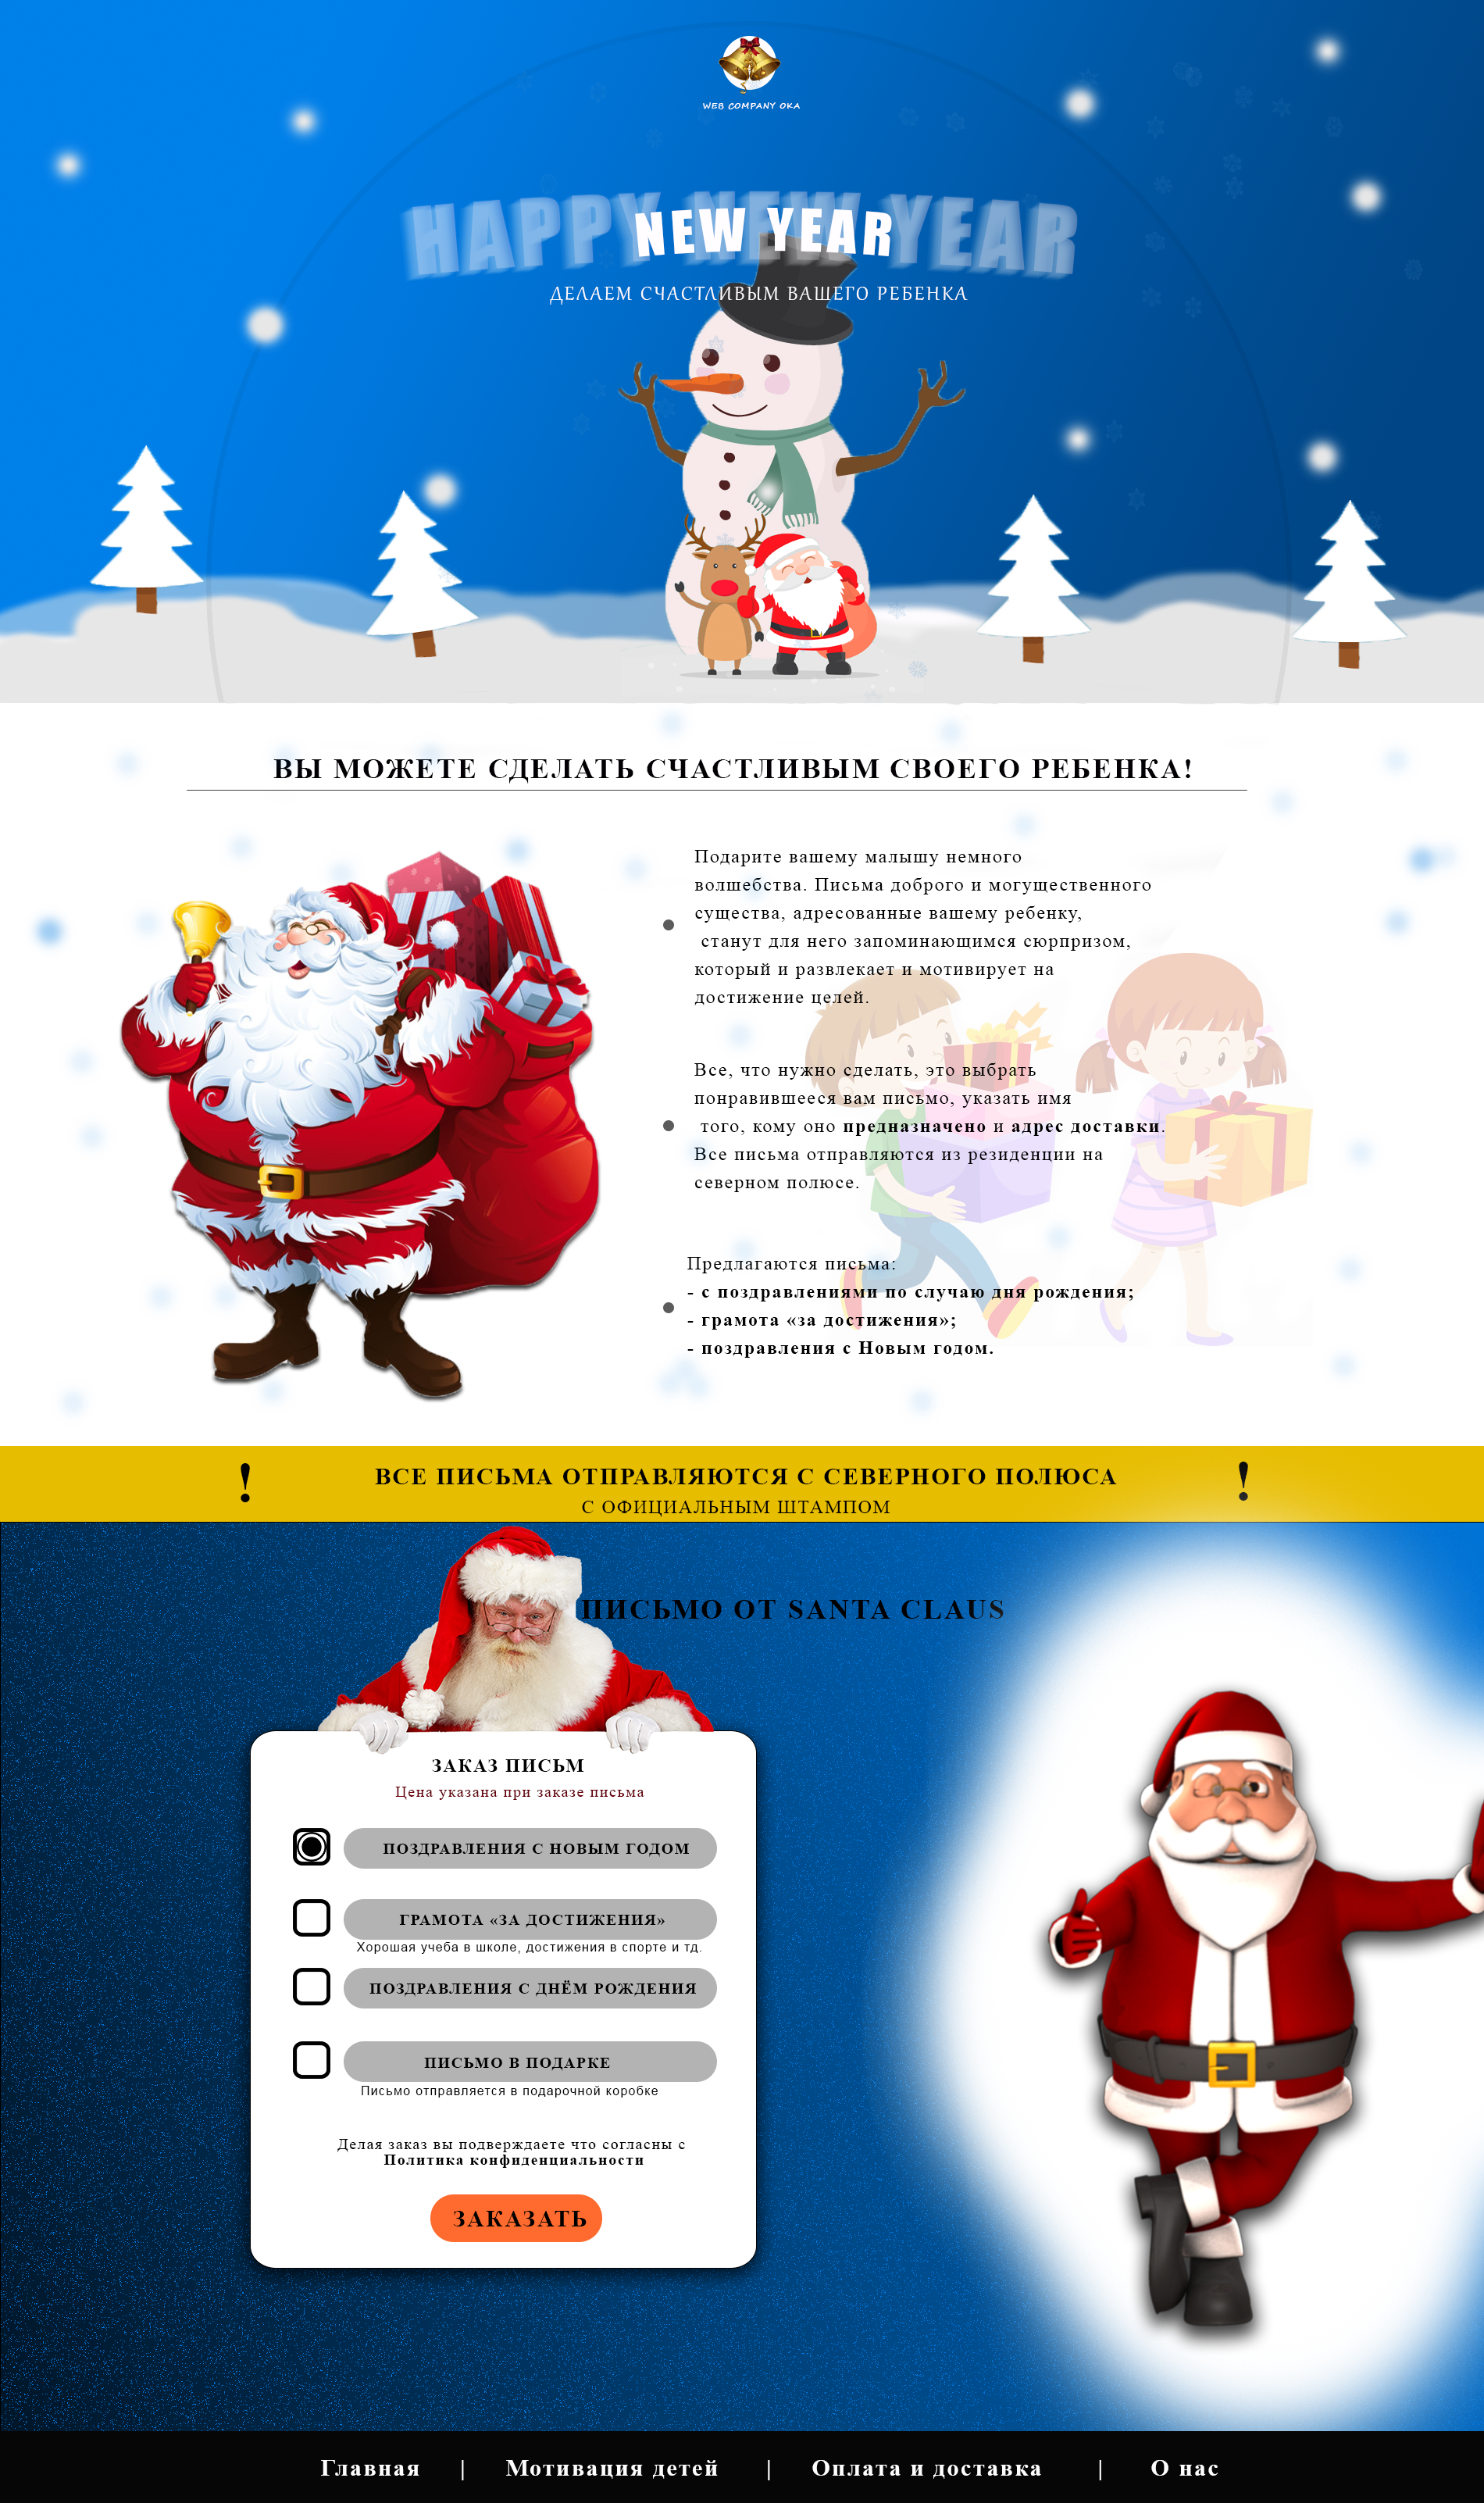 WEB COMPANY OKA
HAPPY NEW YEAR
NEW YEAR
ДЕЛАЕМ СЧАСТЛИВЫМ ВАШЕГО РЕБЕНКА
ВЫ МОЖЕТЕ СДЕЛАТЬ СЧАСТЛИВЫМ СВОЕГО РЕБЕНКА!
Подарите вашему малышу немного
волшебства. Письма доброго и могущественного
существа, адресованные вашему ребенку,
станут для него запоминающимся сюрпризом,
который и развлекает и мотивирует на
достижение целей.
Все, что нужно сделать, это выбрать
понравившееся вам письмо, указать имя
того, кому оно предназначено и адрес доставки.
Все письма отправляются из резиденции на
северном полюсе.
Предлагаются письма:
- с поздравлениями по случаю дня рождения;
- грамота «за достижения»;
- поздравления с Новым годом.
! ВСЕ ПИСЬМА ОТПРАВЛЯЮТСЯ С СЕВЕРНОГО ПОЛЮСА !
С ОФИЦИАЛЬНЫМ ШТАМПОМ
ПИСЬМО ОТ SANTA CLAUS
ЗАКАЗ ПИСЬМ
Цена указана при заказе письма
ПОЗДРАВЛЕНИЯ С НОВЫМ ГОДОМ
ГРАМОТА «ЗА ДОСТИЖЕНИЯ»
Хорошая учеба в школе, достижения в спорте и тд.
ПОЗДРАВЛЕНИЯ С ДНЁМ РОЖДЕНИЯ
ПИСЬМО В ПОДАРКЕ
Письмо отправляется в подарочной коробке
Делая заказ вы подверждаете что согласны с
Политика конфиденциальности
ЗАКАЗАТЬ
Главная | Мотивация детей | Оплата и доставка | О нас